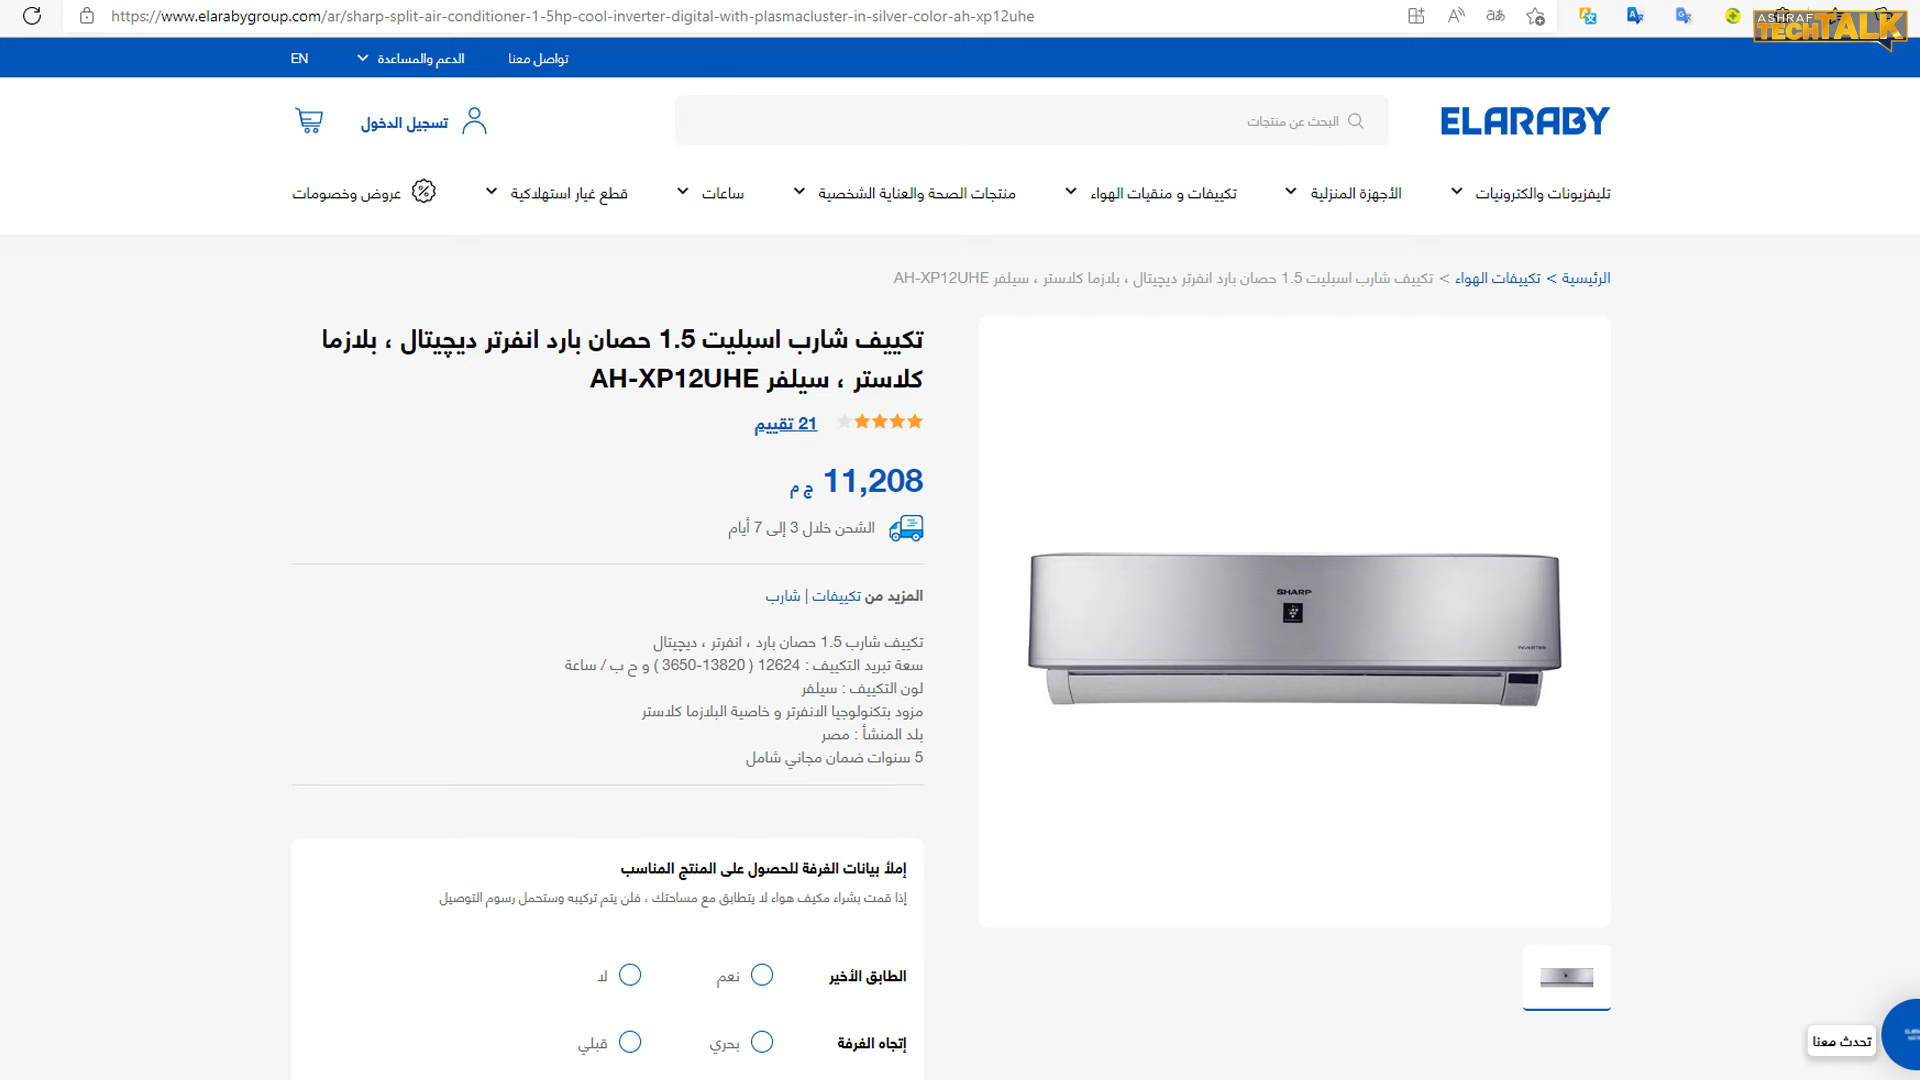 https://www.elarabygroup.com/ar/sharp-split-air-conditioner-1-5hp-cool-inverter-digital-with-plasmacluster-in-silver-color-ah-xp12uhe
ASHRAF
TECHTALK
تواصل معنا
الدعم والمساعدة
EN
ELARABY
البحث عن منتجات
تسجيل الدخول
تليفزيونات والكترونيات
الأجهزة المنزلية
تكييفات و منقيات الهواء
منتجات الصحة والعناية الشخصية
ساعات
قطع غيار استهلاكية
عروض وخصومات
الرئيسية > تكييفات الهواء > تكييف شارب اسبليت 1.5 حصان بارد انفرتر ديچيتال ، بلازما كلاستر ، سيلفر AH-XP12UHE
تكييف شارب اسبليت 1.5 حصان بارد انفرتر ديچيتال ، بلازما
كلاستر ، سيلفر AH-XP12UHE
21 تقييم
11,208 ج م
الشحن خلال 3 إلى 7 أيام
المزيد من تكييفات | شارب
تكييف شارب 1.5 حصان بارد ، انفرتر ، ديچيتال
سعة تبريد التكييف : 12624 ( 13820-3650 ) و ح ب / ساعة
لون التكييف : سيلفر
مزود بتكنولوجيا الانفرتر و خاصية البلازما كلاستر
بلد المنشأ : مصر
5 سنوات ضمان مجاني شامل
SHARP
INVERTER
إملأ بيانات الغرفة للحصول على المنتج المناسب
إذا قمت بشراء مكيف هواء لا يتطابق مع مساحتك ، فلن يتم تركيبه وستحمل رسوم التوصيل
الطابق الأخير
نعم
لا
إتجاه الغرفة
بحري
قبلي
تحدث معنا